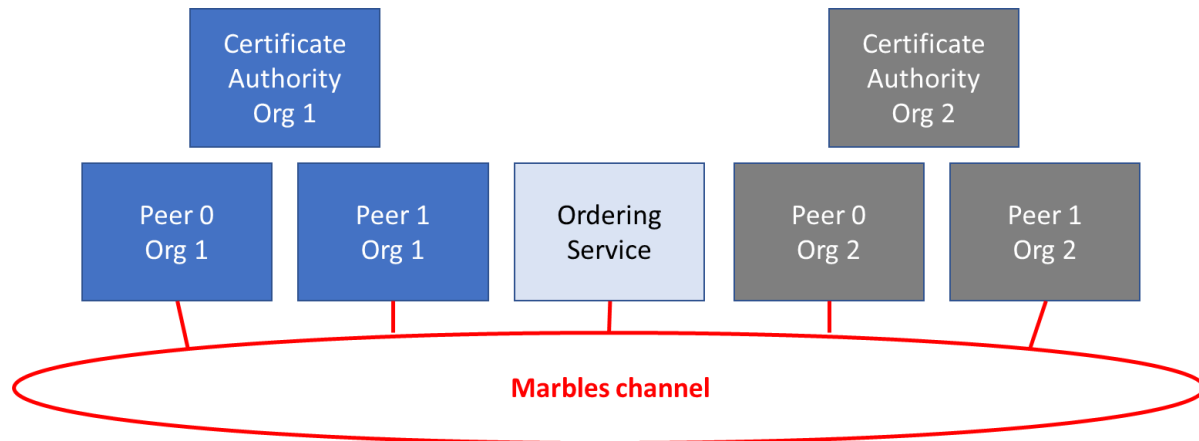 Certificate
Authority
Org 1
Certificate
Authority
Org 2
Peer 0
Org 1
Peer 1
Org 1
Ordering
Service
Peer 0
Org 2
Peer 1
Org 2
Marbles channel